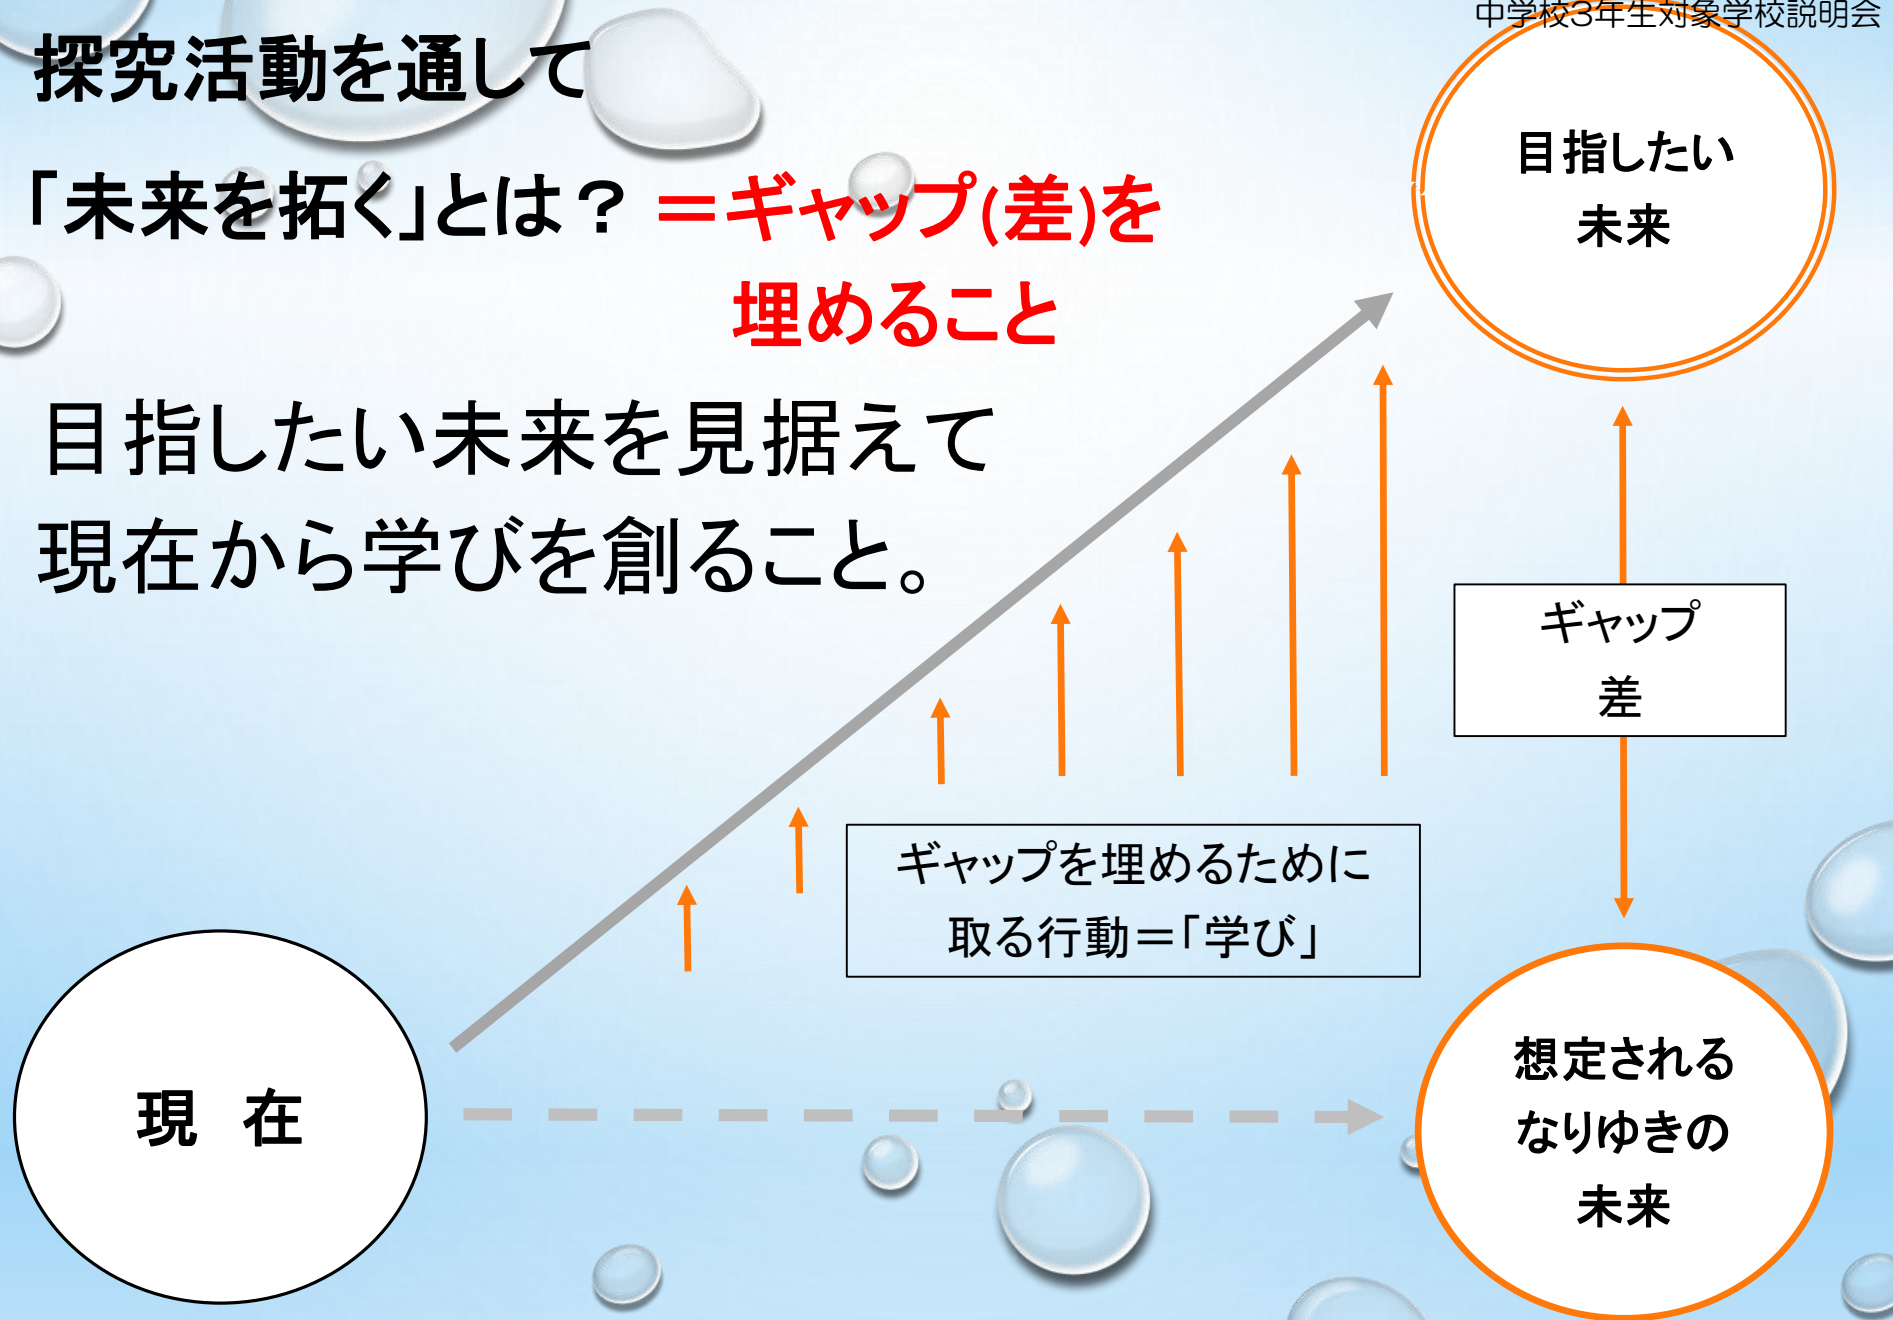 中学校3年生対象学校説明会
探究活動を通して
「未来を拓く」とは？ ＝ギャップ(差)を
埋めること
目指したい未来を見据えて
現在から学びを創ること。
目指したい
未来
ギャップ
差
ギャップを埋めるために
取る行動＝「学び」
現　在
想定される
なりゆきの
未来